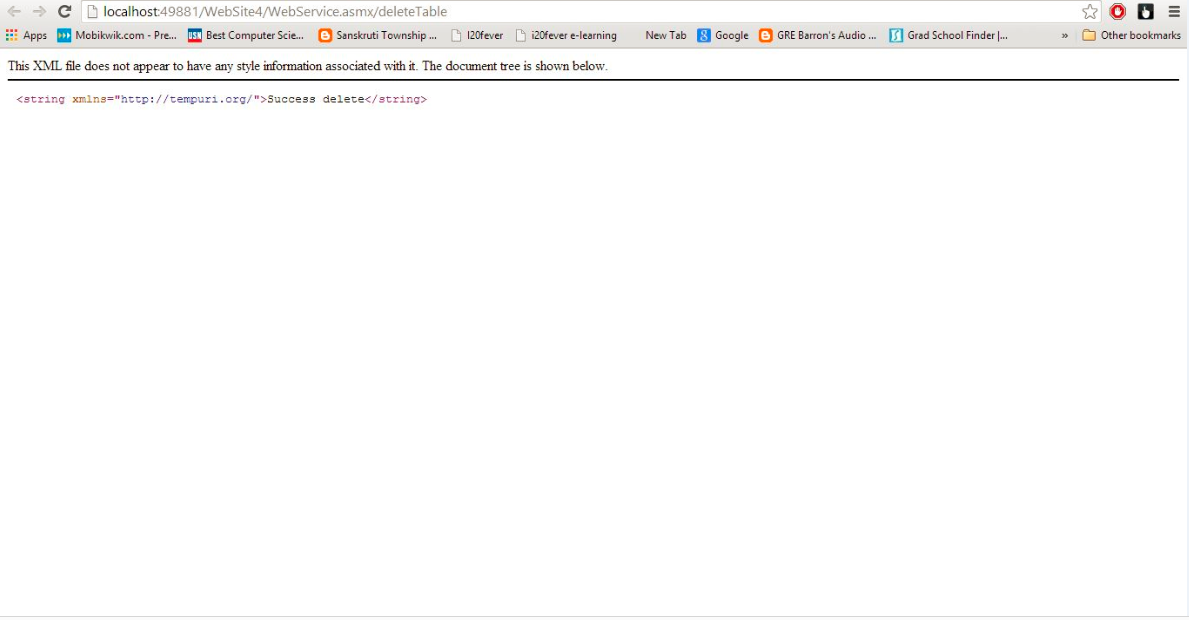 localhost:49881/WebSite4/WebService.asmx/deleteTable
Apps Mobikwik.com - Pre... USN Best Computer Scie... Sanskruti Township ... I20fever i20fever e-learning New Tab Google GRE Barron's Audio ... Grad School Finder |... » Other bookmarks
This XML file does not appear to have any style information associated with it. The document tree is shown below.
<string xmlns="http://tempuri.org/">Success delete</string>